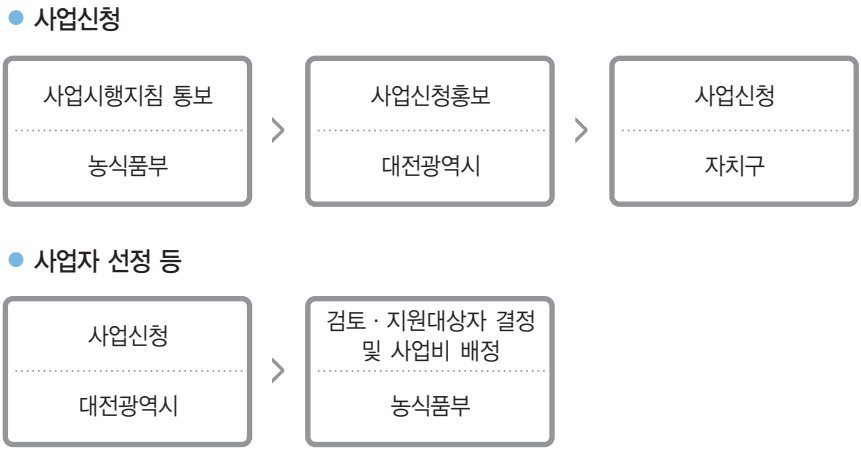 ● 사업신청
사업시행지침 통보
농식품부
>
사업신청홍보
대전광역시
>
사업신청
자치구
● 사업자 선정 등
사업신청
대전광역시
>
검토 · 지원대상자 결정
및 사업비 배정
농식품부